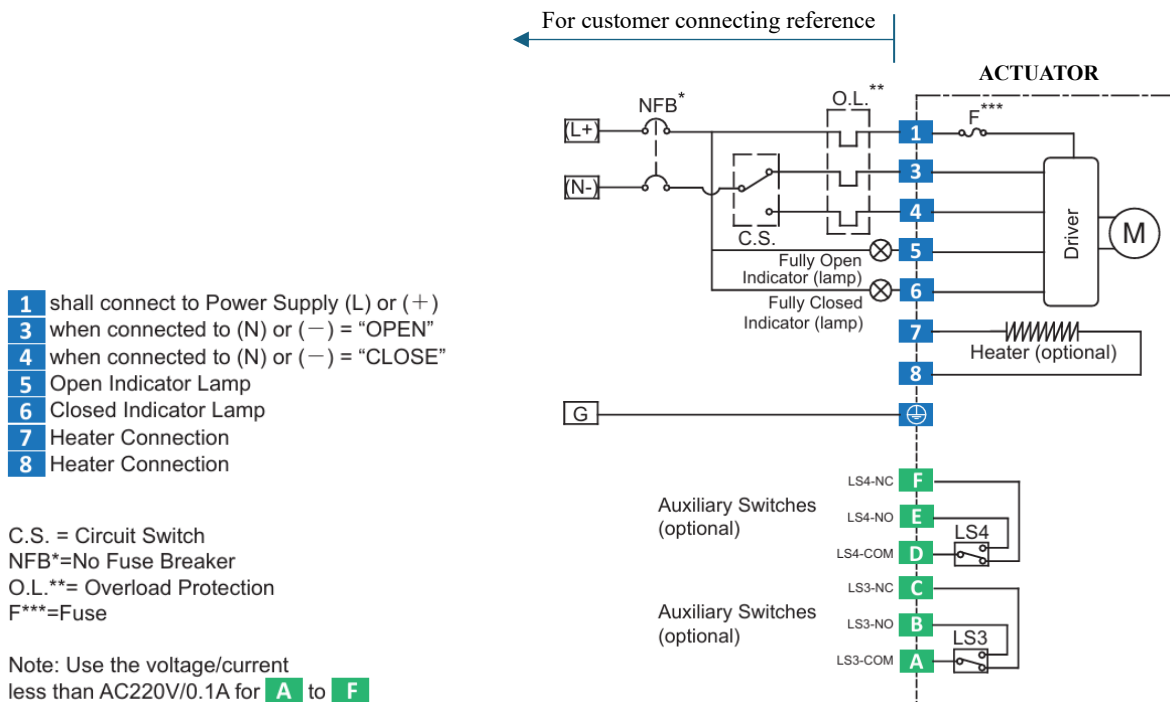 For customer connecting reference
ACTUATOR
NFB*
O.L.**
F***
(L+)
1
(N-)
3
4
C.S.
Driver
M
5
Fully Open
Indicator (lamp)
6
Fully Closed
Indicator (lamp)
7
Heater (optional)
8
G
1 shall connect to Power Supply (L) or (+)
3 when connected to (N) or (−) = “OPEN”
4 when connected to (N) or (−) = “CLOSE”
5 Open Indicator Lamp
6 Closed Indicator Lamp
7 Heater Connection
8 Heater Connection
C.S. = Circuit Switch
NFB*=No Fuse Breaker
O.L.**= Overload Protection
F***=Fuse
Note: Use the voltage/current
less than AC220V/0.1A for A to F
Auxiliary Switches
(optional)
LS4-NC F
LS4-NO E
LS4
LS4-COM D
Auxiliary Switches
(optional)
LS3-NC C
LS3-NO B
LS3
LS3-COM A